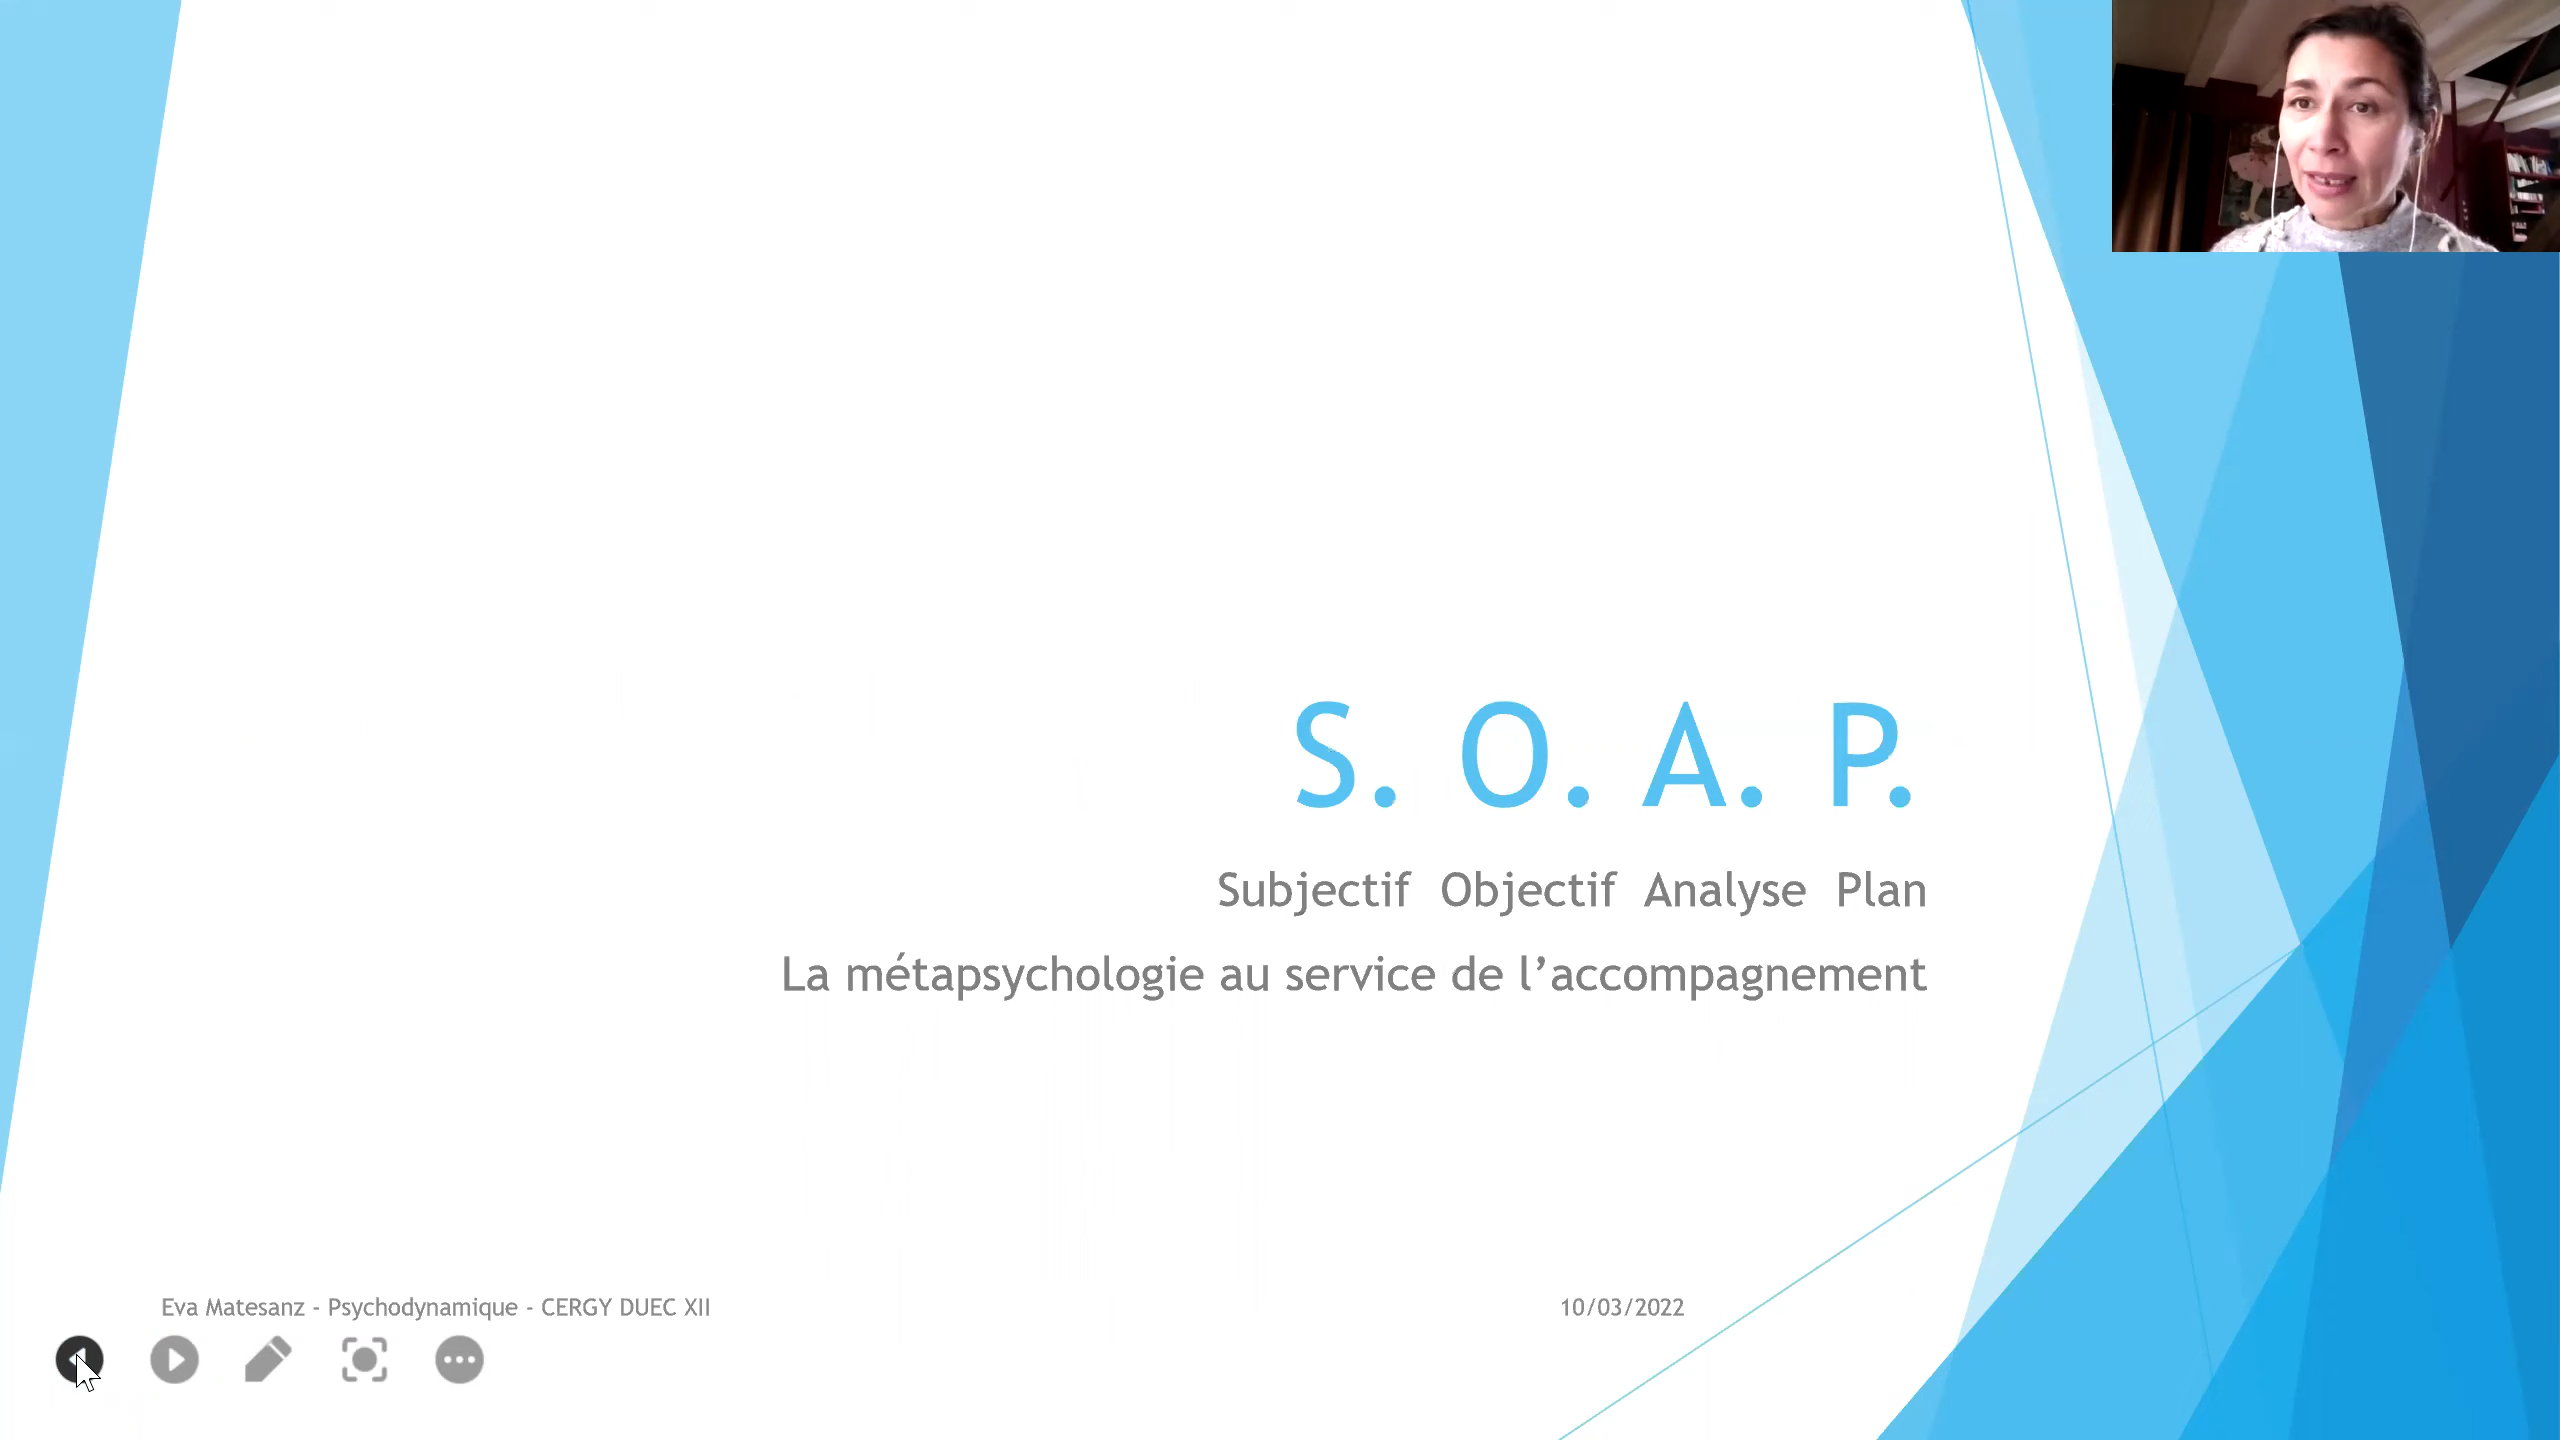 S. O. A. P.
Subjectif Objectif Analyse Plan
La métapsychologie au service de l’accompagnement
Eva Matesanz - Psychodynamique - CERGY DUEC XII
10/03/2022